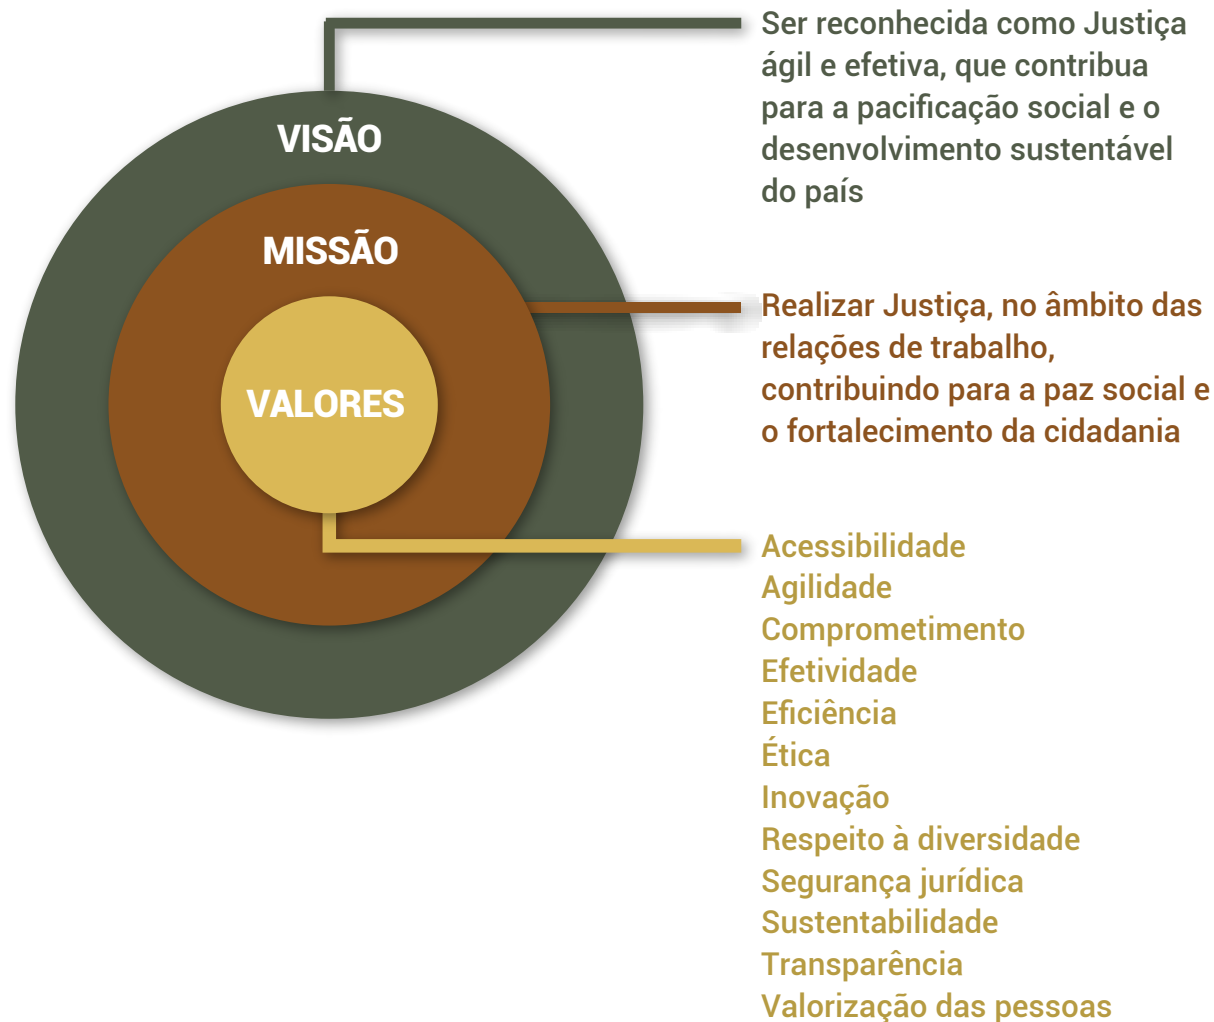 VISÃO
Ser reconhecida como Justiça
ágil e efetiva, que contribua
para a pacificação social e o
desenvolvimento sustentável
do país
MISSÃO
Realizar Justiça, no âmbito das
relações de trabalho,
contribuindo para a paz social e
o fortalecimento da cidadania
VALORES
Acessibilidade
Agilidade
Comprometimento
Efetividade
Eficiência
Ética
Inovação
Respeito à diversidade
Segurança jurídica
Sustentabilidade
Transparência
Valorização das pessoas